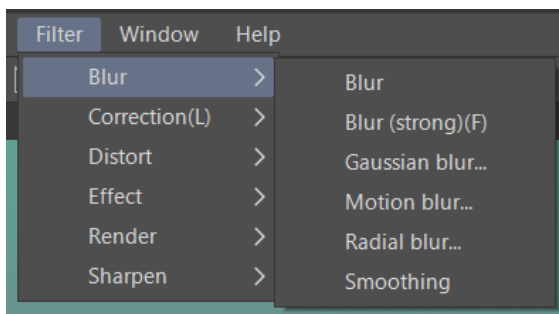 Filter Window Help
Blur
Correction(L)
Distort
Effect
Render
Sharpen
Blur
Blur (strong)(F)
Gaussian blur...
Motion blur...
Radial blur...
Smoothing